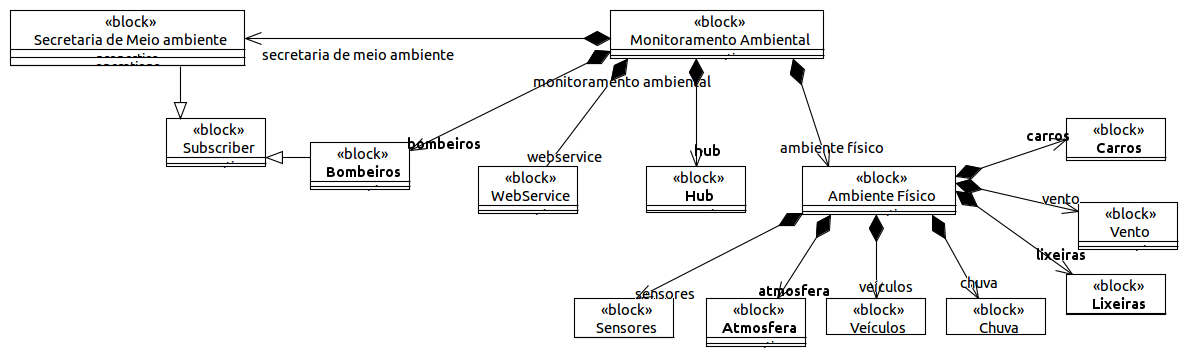 «block»
Secretaria de Meio ambiente
properties
operations
«block»
Monitoramento Ambiental
secretaria de meio ambiente
monitoramento ambiental
«block»
Subscriber
bombeiros
«block»
Bombeiros
webservice
«block»
WebService
hub
«block»
Hub
ambiente físico
«block»
Ambiente Físico
carros
«block»
Carros
vento
«block»
Vento
lixeiras
«block»
Lixeiras
sensores
«block»
Sensores
atmosfera
«block»
Atmosfera
veículos
«block»
Veículos
chuva
«block»
Chuva